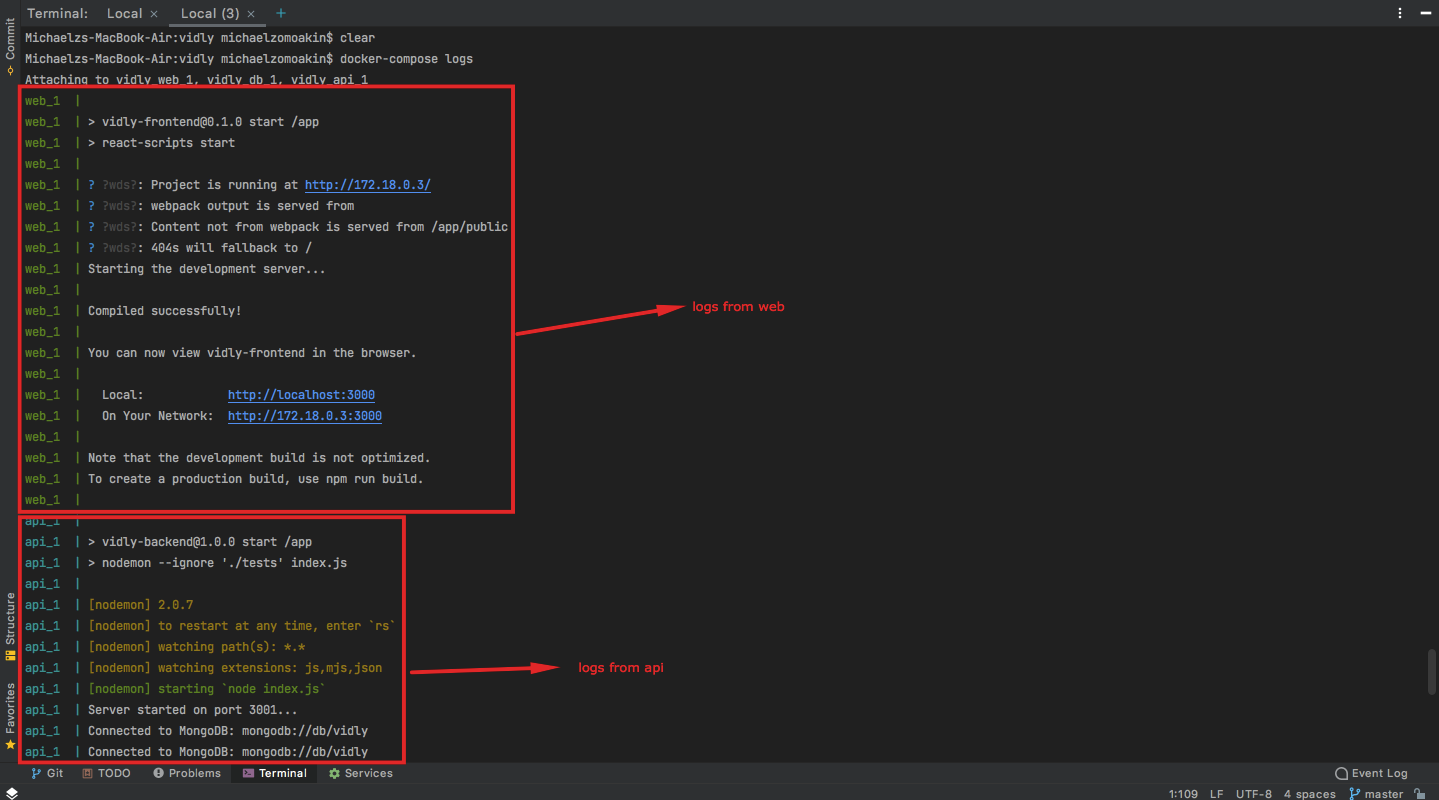 Terminal: Local × Local (3) × +
Commit
Michaelzs-MacBook-Air:vidly michaelzomoakin$ clear
Michaelzs-MacBook-Air:vidly michaelzomoakin$ docker-compose logs
Attaching to vidly_web_1, vidly_db_1, vidly_api_1
web_1 |
web_1 | > vidly-frontend@0.1.0 start /app
web_1 | > react-scripts start
web_1 |
web_1 | ? ?wds?: Project is running at http://172.18.0.3/
web_1 | ? ?wds?: webpack output is served from
web_1 | ? ?wds?: Content not from webpack is served from /app/public
web_1 | ? ?wds?: 404s will fallback to /
web_1 | Starting the development server...
web_1 |
web_1 | Compiled successfully!
web_1 |
web_1 | You can now view vidly-frontend in the browser.
web_1 |
web_1 | Local: http://localhost:3000
web_1 | On Your Network: http://172.18.0.3:3000
web_1 |
web_1 | Note that the development build is not optimized.
web_1 | To create a production build, use npm run build.
web_1 |
logs from web
api_1 |
api_1 | > vidly-backend@1.0.0 start /app
api_1 | > nodemon --ignore './tests' index.js
api_1 |
api_1 | [nodemon] 2.0.7
api_1 | [nodemon] to restart at any time, enter `rs`
api_1 | [nodemon] watching path(s): *.*
api_1 | [nodemon] watching extensions: js,mjs,json
api_1 | [nodemon] starting `node index.js`
api_1 | Server started on port 3001...
api_1 | Connected to MongoDB: mongodb://db/vidly
api_1 | Connected to MongoDB: mongodb://db/vidly
logs from api
Structure
Favorites
Git TODO Problems Terminal Services Event Log
1:109 LF UTF-8 4 spaces master